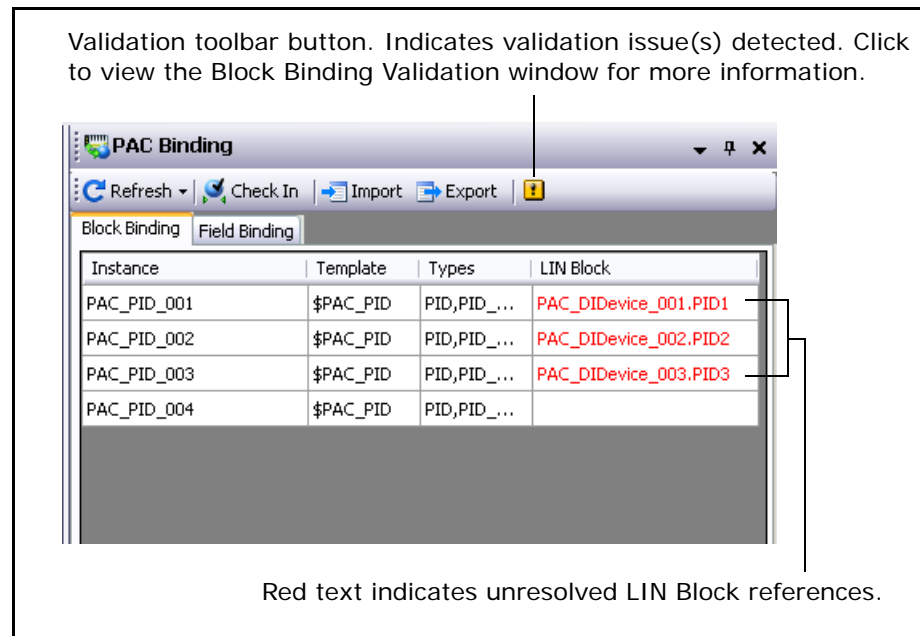 Validation toolbar button. Indicates validation issue(s) detected. Click
to view the Block Binding Validation window for more information.
PAC Binding
Refresh Check In Import Export
Block Binding Field Binding
Instance Template Types LIN Block
PAC_PID_001 $PAC_PID PID,PID_... PAC_DIDevice_001.PID1
PAC_PID_002 $PAC_PID PID,PID_... PAC_DIDevice_002.PID2
PAC_PID_003 $PAC_PID PID,PID_... PAC_DIDevice_003.PID3
PAC_PID_004 $PAC_PID PID,PID_...
Red text indicates unresolved LIN Block references.